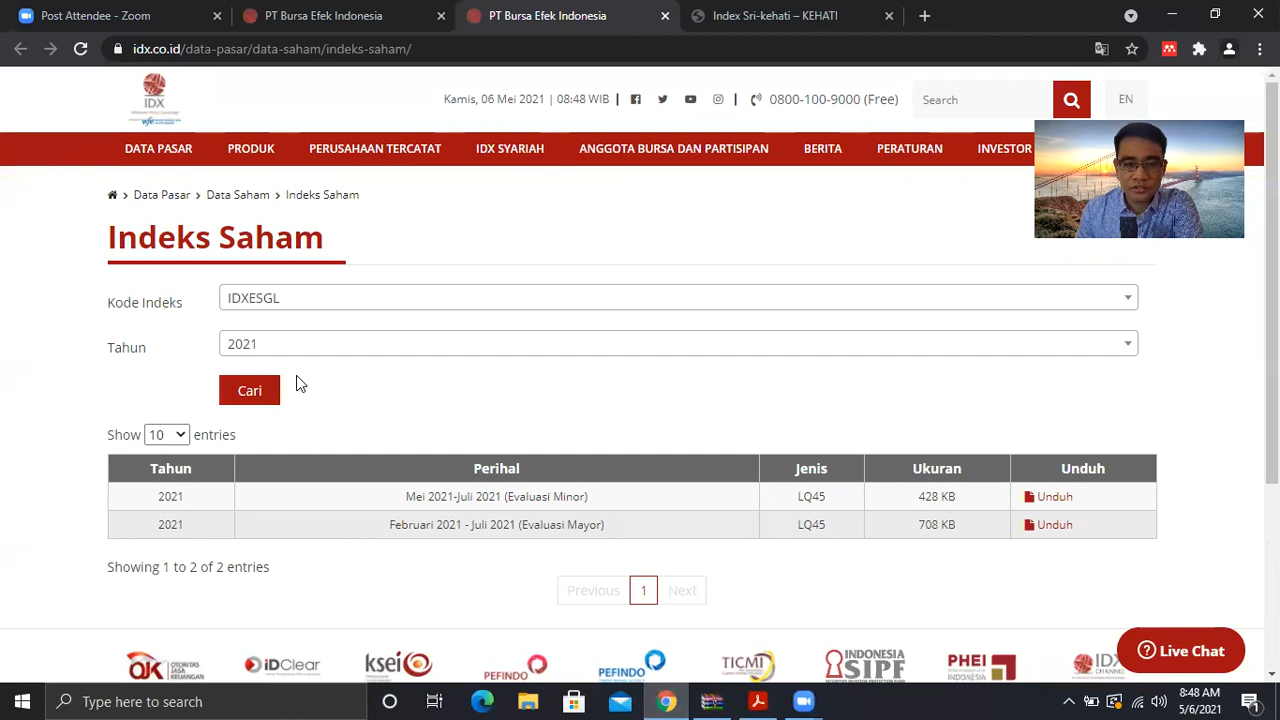 Post Attendee - Zoom
PT Bursa Efek Indonesia
PT Bursa Efek Indonesia
Index Sri-kehati – KEHATI
idx.co.id/data-pasar/data-saham/indeks-saham/
IDX
Kamis, 06 Mei 2021 | 08:48 WIB
0800-100-9000 (Free)
Search
EN
DATA PASAR
PRODUK
PERUSAHAAN TERCATAT
IDX SYARIAH
ANGGOTA BURSA DAN PARTISIPAN
BERITA
PERATURAN
INVESTOR
Data Pasar > Data Saham > Indeks Saham
Indeks Saham
Kode Indeks
IDXESGL
Tahun
2021
Cari
Show 10 entries
Tahun Perihal Jenis Ukuran Unduh
2021 Mei 2021-Juli 2021 (Evaluasi Minor) LQ45 428 KB Unduh
2021 Februari 2021 - Juli 2021 (Evaluasi Mayor) LQ45 708 KB Unduh
Showing 1 to 2 of 2 entries
Previous 1 Next
OTORITAS JASA KEUANGAN
iDClear
ksei
PEFINDO
PEFINDO
TICMI
INDONESIA SIPF
PHEI
IDX
Live Chat
Type here to search
8:48 AM
5/6/2021